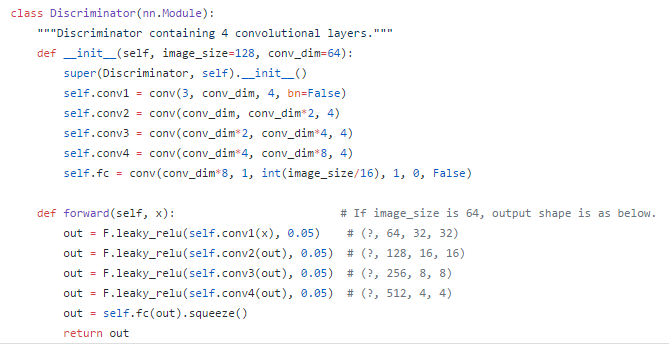 class Discriminator(nn.Module):
    """Discriminator containing 4 convolutional layers."""
    def __init__(self, image_size=128, conv_dim=64):
        super(Discriminator, self).__init__()
        self.conv1 = conv(3, conv_dim, 4, bn=False)
        self.conv2 = conv(conv_dim, conv_dim*2, 4)
        self.conv3 = conv(conv_dim*2, conv_dim*4, 4)
        self.conv4 = conv(conv_dim*4, conv_dim*8, 4)
        self.fc = conv(conv_dim*8, 1, int(image_size/16), 1, 0, False)

    def forward(self, x):                         # If image_size is 64, output shape is as below.
        out = F.leaky_relu(self.conv1(x), 0.05)    # (?, 64, 32, 32)
        out = F.leaky_relu(self.conv2(out), 0.05)  # (?, 128, 16, 16)
        out = F.leaky_relu(self.conv3(out), 0.05)  # (?, 256, 8, 8)
        out = F.leaky_relu(self.conv4(out), 0.05)  # (?, 512, 4, 4)
        out = self.fc(out).squeeze()
        return out